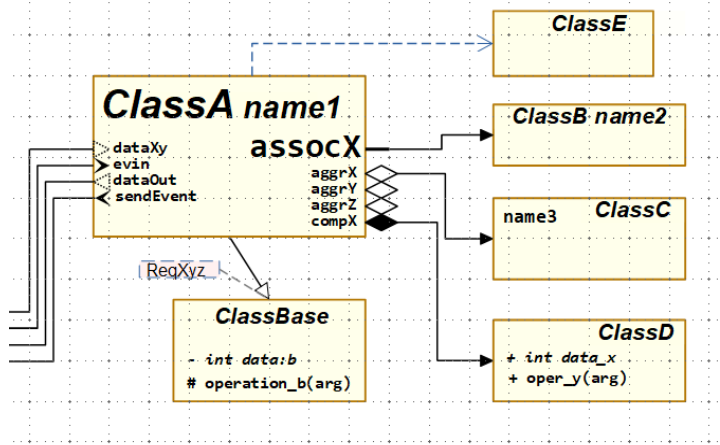 ClassE
ClassA name1
ClassB name2
assocX
dataXy
evin
dataOut
sendEvent
aggrX
aggrY
aggrZ
compX
name3 ClassC
ReqXyz
ClassBase
- int data:b
# operation_b(arg)
ClassD
+ int data_x
+ oper_y(arg)